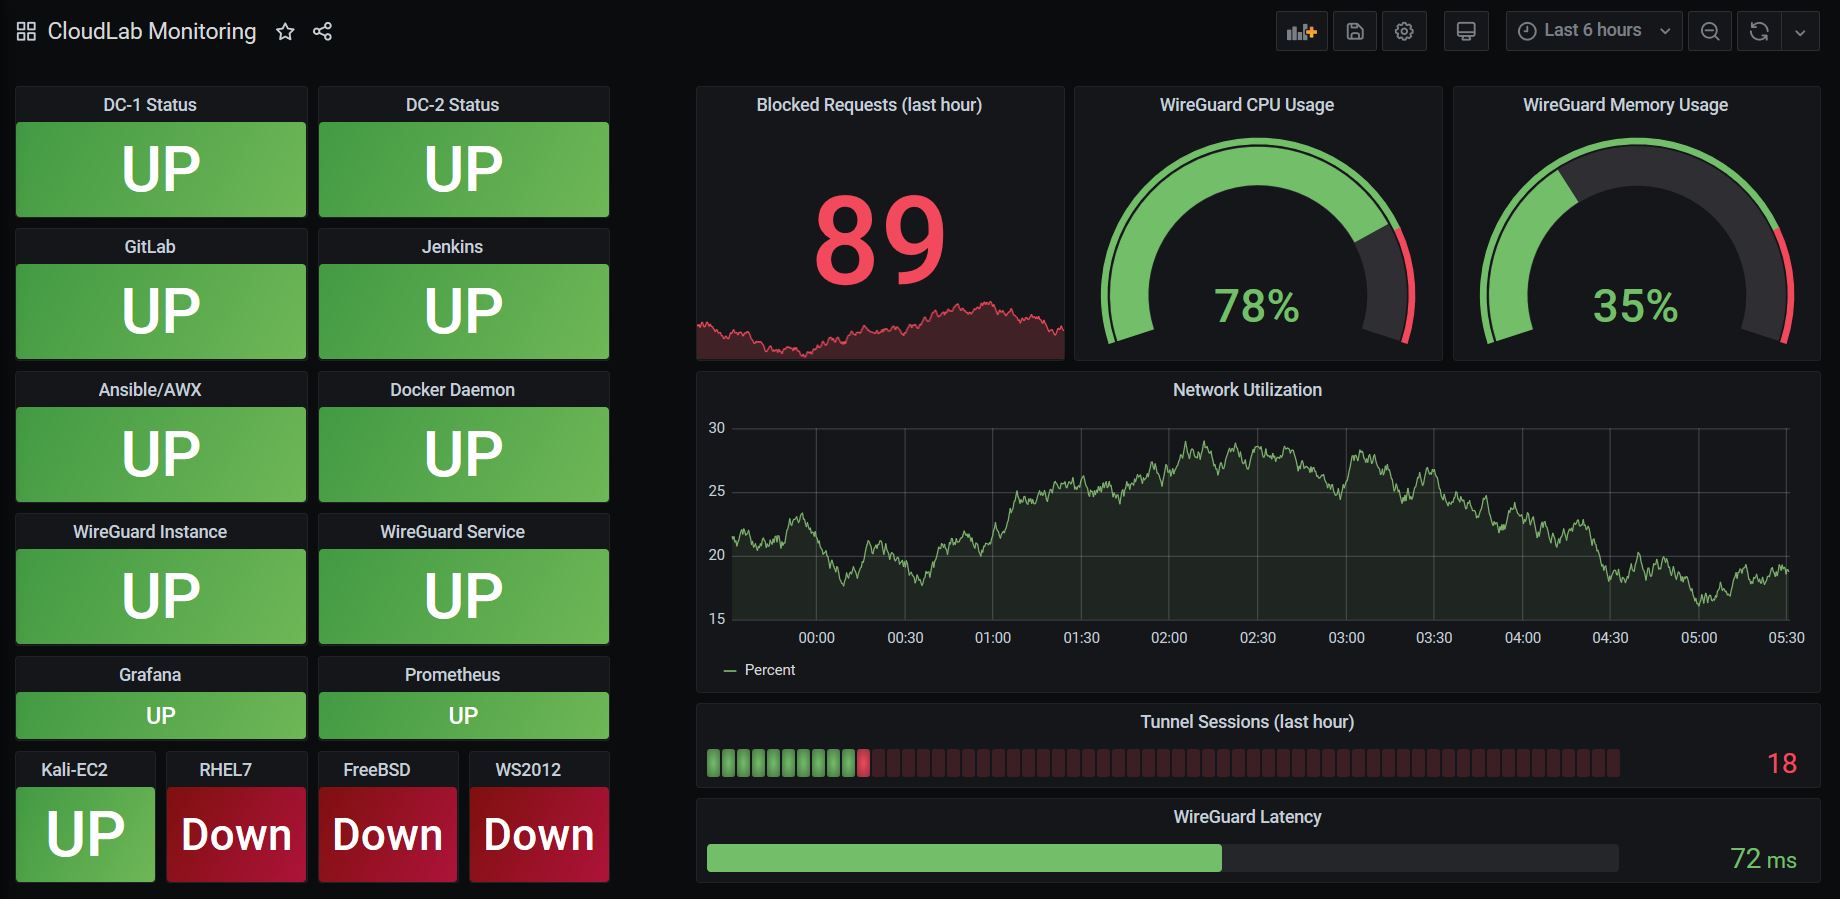 CloudLab Monitoring
Last 6 hours
DC-1 Status
UP
DC-2 Status
UP
GitLab
UP
Jenkins
UP
Ansible/AWX
UP
Docker Daemon
UP
WireGuard Instance
UP
WireGuard Service
UP
Grafana
UP
Prometheus
UP
Kali-EC2
UP
RHEL7
Down
FreeBSD
Down
WS2012
Down
Blocked Requests (last hour)
89
WireGuard CPU Usage
78%
WireGuard Memory Usage
35%
Network Utilization
30
25
20
15
00:00 00:30 01:00 01:30 02:00 02:30 03:00 03:30 04:00 04:30 05:00 05:30
Percent
Tunnel Sessions (last hour)
18
WireGuard Latency
72 ms